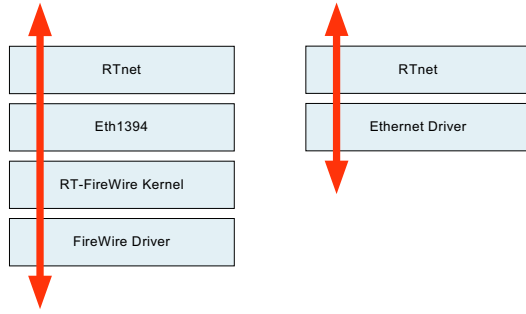 RTnet
Eth1394
RT-FireWire Kernel
FireWire Driver
RTnet
Ethernet Driver